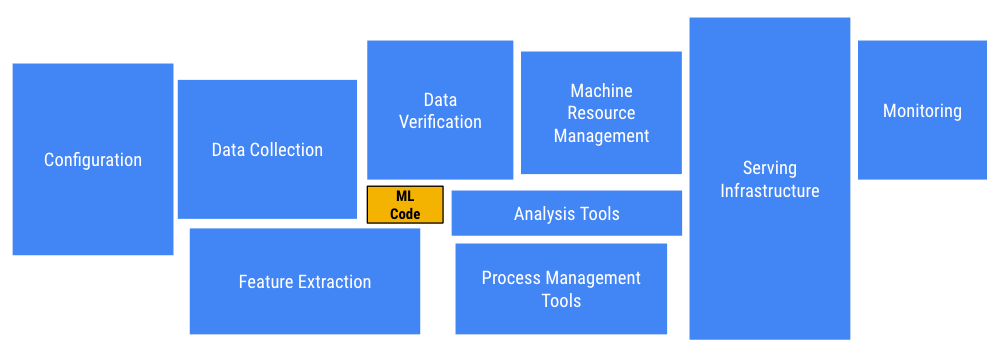 Configuration
Data Collection
Data
Verification
Machine
Resource
Management
Serving
Infrastructure
Monitoring
ML
Code
Analysis Tools
Feature Extraction
Process Management
Tools